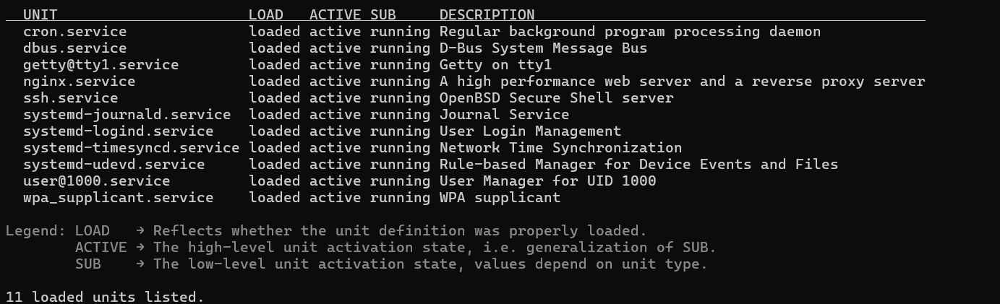 UNIT                      LOAD   ACTIVE SUB     DESCRIPTION
  cron.service              loaded active running Regular background program processing daemon
  dbus.service              loaded active running D-Bus System Message Bus
  getty@tty1.service        loaded active running Getty on tty1
  nginx.service             loaded active running A high performance web server and a reverse proxy server
  ssh.service               loaded active running OpenBSD Secure Shell server
  systemd-journald.service  loaded active running Journal Service
  systemd-logind.service    loaded active running User Login Management
  systemd-timesyncd.service loaded active running Network Time Synchronization
  systemd-udevd.service     loaded active running Rule-based Manager for Device Events and Files
  user@1000.service         loaded active running User Manager for UID 1000
  wpa_supplicant.service    loaded active running WPA supplicant

Legend: LOAD   → Reflects whether the unit definition was properly loaded.
        ACTIVE → The high-level unit activation state, i.e. generalization of SUB.
        SUB    → The low-level unit activation state, values depend on unit type.

11 loaded units listed.